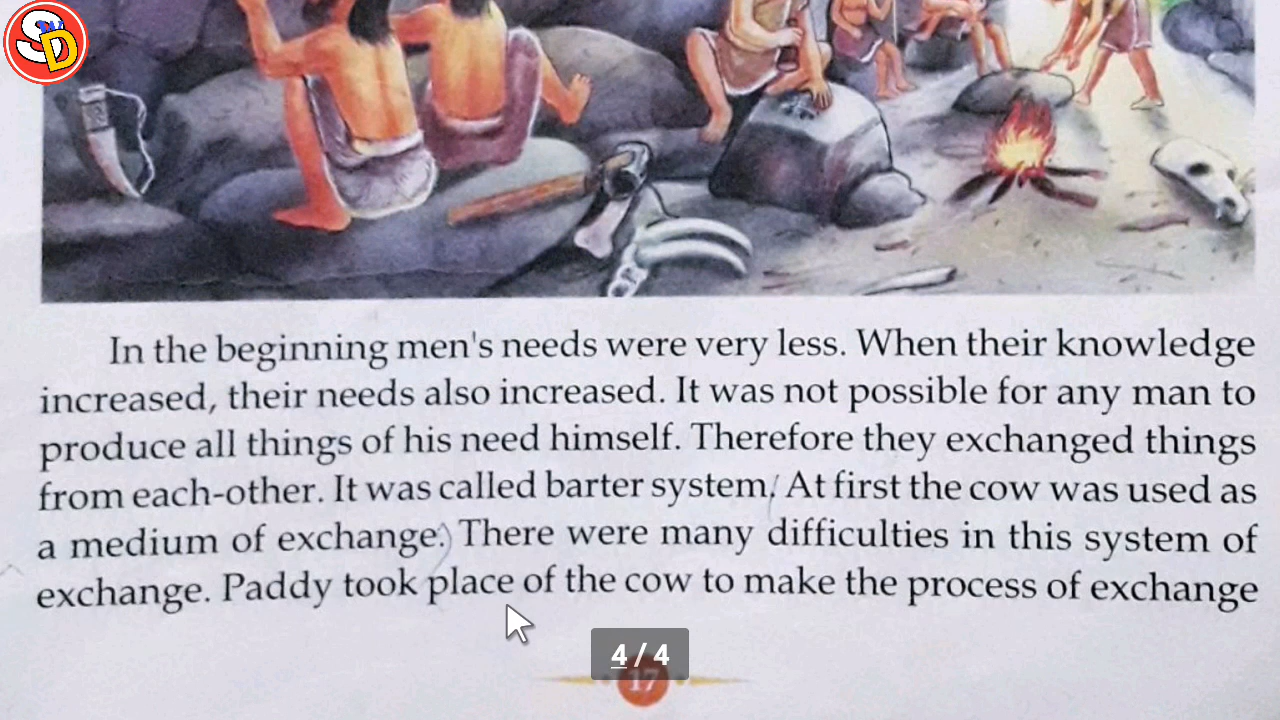 SD
In the beginning men's needs were very less. When their knowledge
increased, their needs also increased. It was not possible for any man to
produce all things of his need himself. Therefore they exchanged things
from each-other. It was called barter system. At first the cow was used as
a medium of exchange. There were many difficulties in this system of
exchange. Paddy took place of the cow to make the process of exchange
4 / 4
17